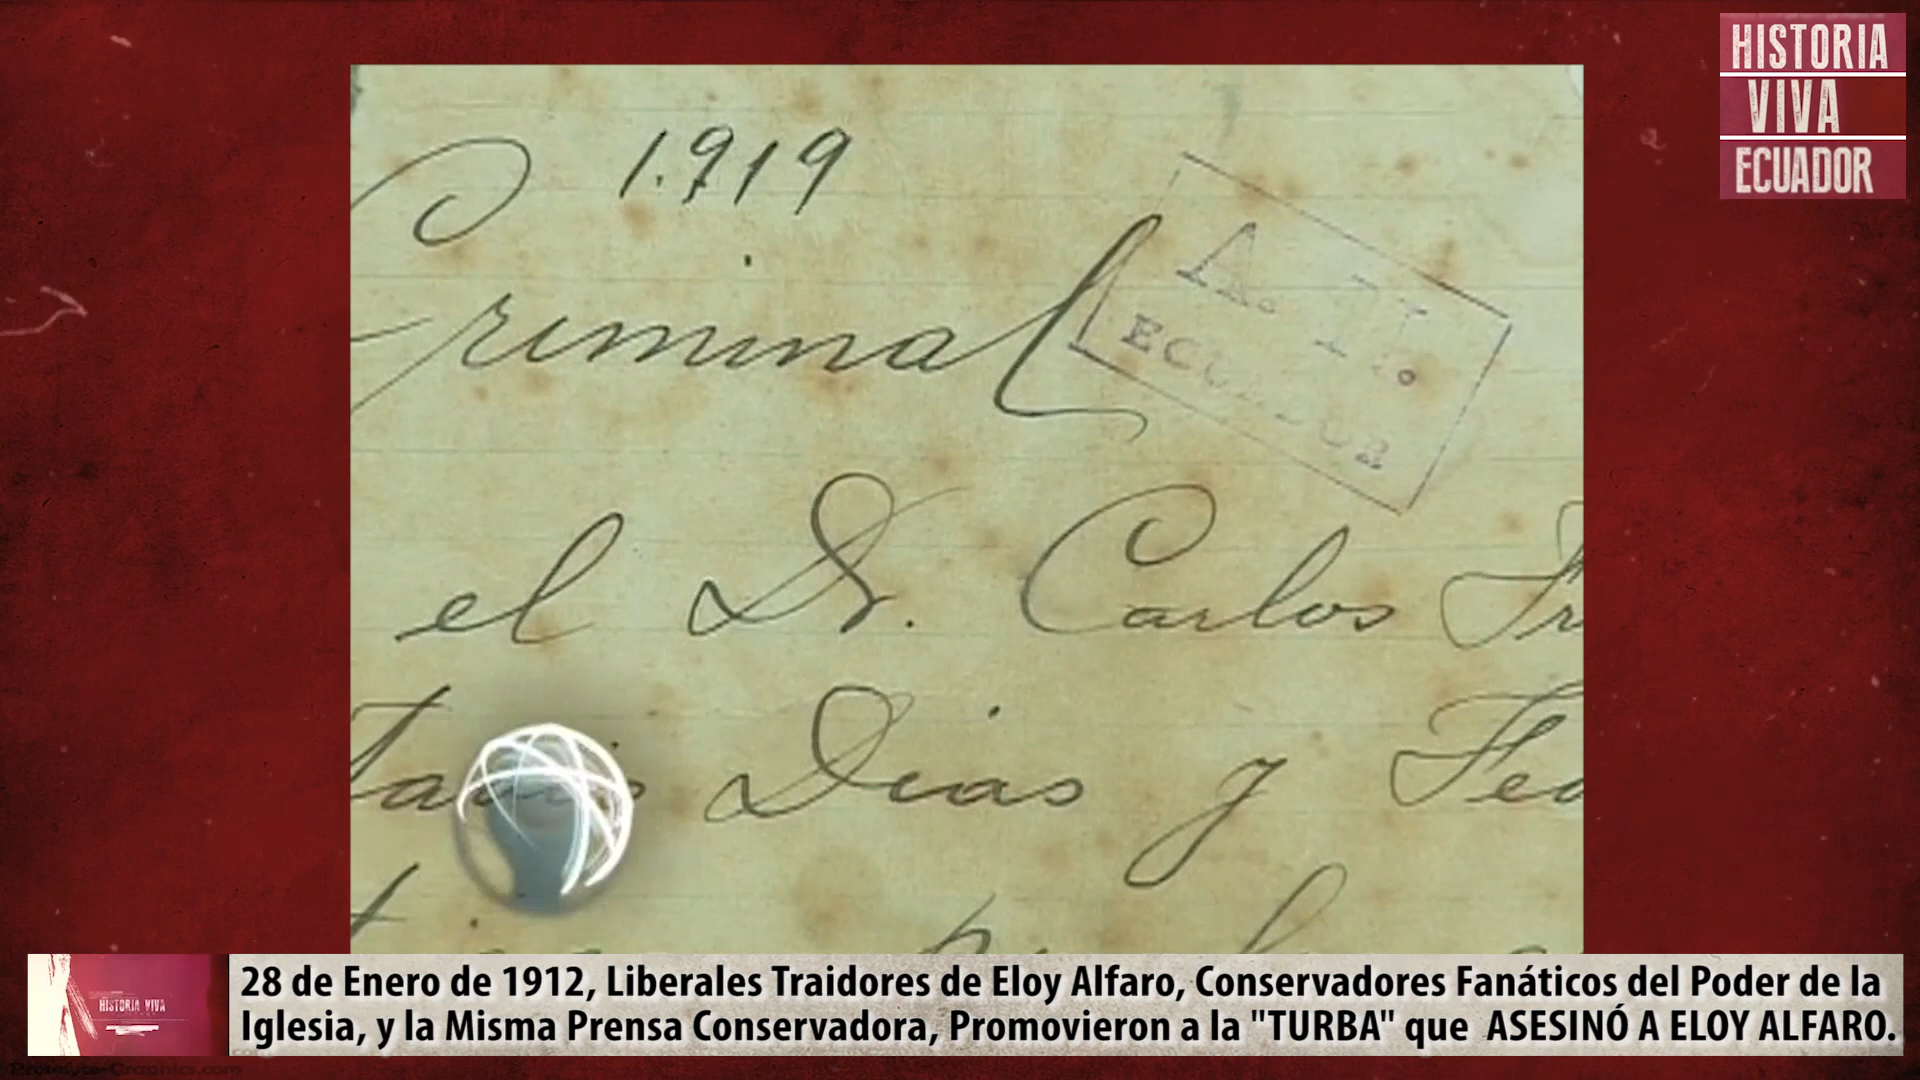 HISTORIA
VIVA
ECUADOR
1.919
Criminal
A. H.
ECUADOR
el Dr. Carlos
Dias y
HISTORIA VIVA
28 de Enero de 1912, Liberales Traidores de Eloy Alfaro, Conservadores Fanáticos del Poder de la
Iglesia, y la Misma Prensa Conservadora, Promovieron a la "TURBA" que ASESINÓ A ELOY ALFARO.